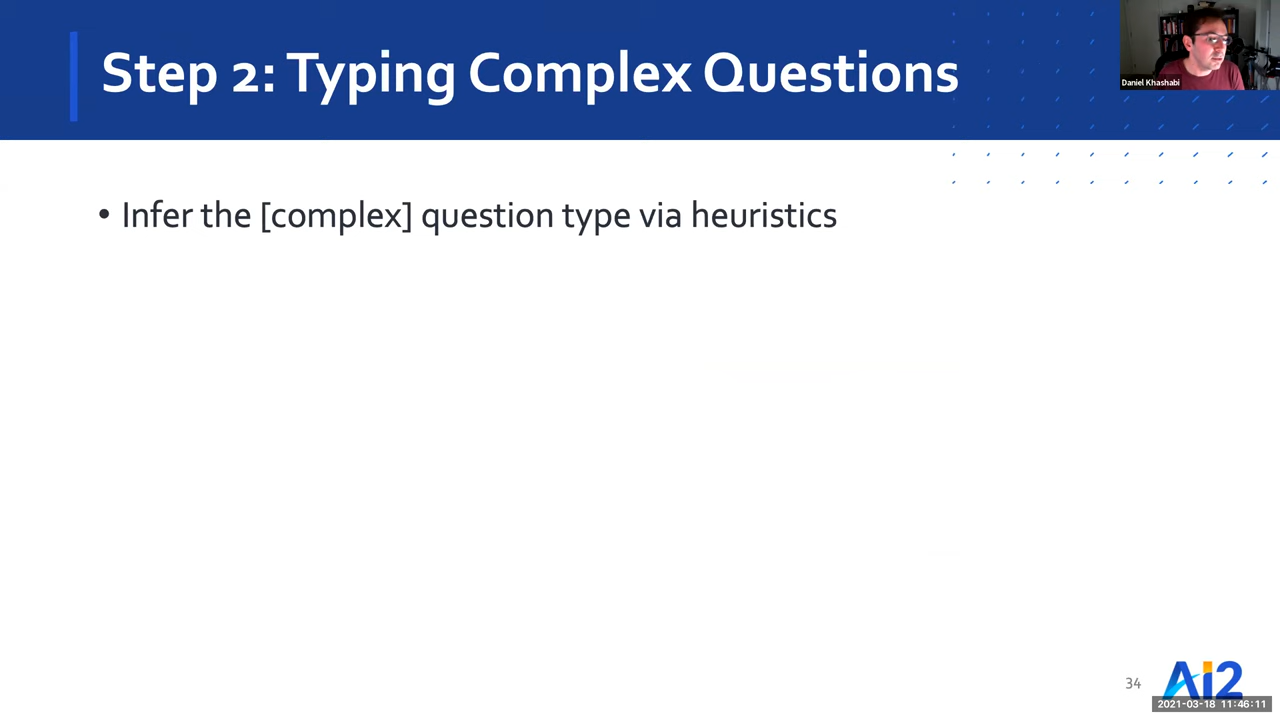 Step 2: Typing Complex Questions
Daniel Khashabi
• Infer the [complex] question type via heuristics
34
Ai2
2021-03-18 11:46:11